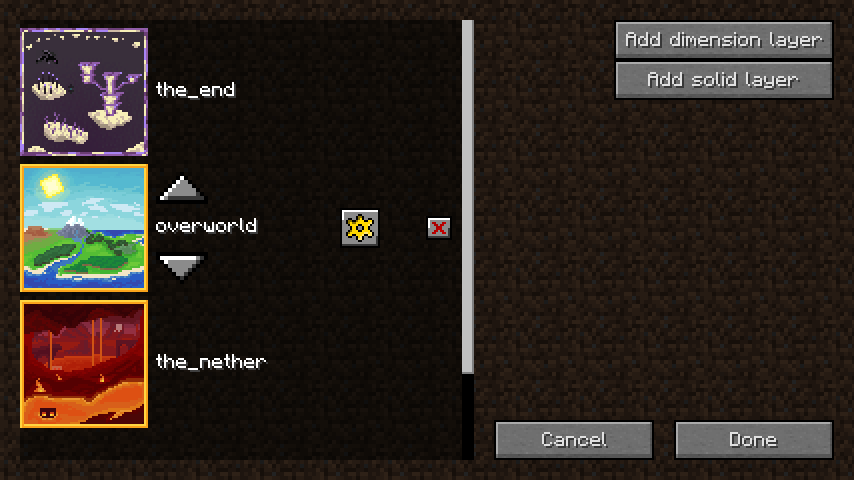 the_end
overworld
the_nether
Add dimension layer
Add solid layer
Cancel
Done